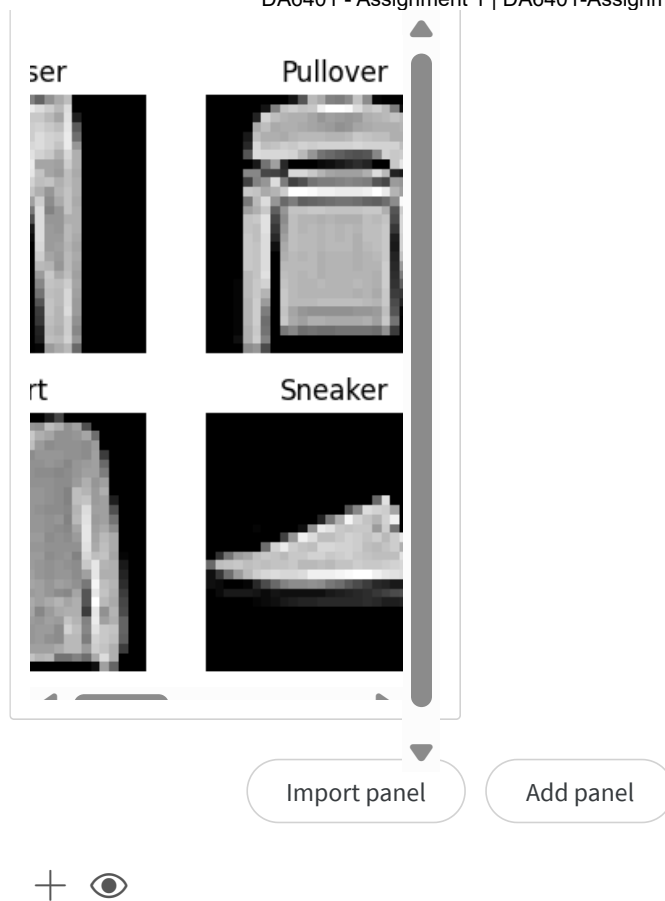 DA6401 - Assignment 1 | DA6401-Assignm
ser Pullover
rt Sneaker
Import panel Add panel